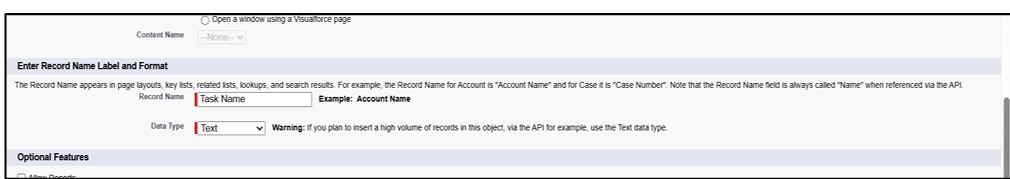 Open a window using a Visualforce page
Content Name --None--
Enter Record Name Label and Format
The Record Name appears in page layouts, key lists, related lists, lookups, and search results. For example, the Record Name for Account is "Account Name" and for Case it is "Case Number". Note that the Record Name field is always called "Name" when referenced via the API.
Record Name Task Name Example: Account Name
Data Type Text Warning: If you plan to insert a high volume of records in this object, via the API for example, use the Text data type.
Optional Features
Allow Reports